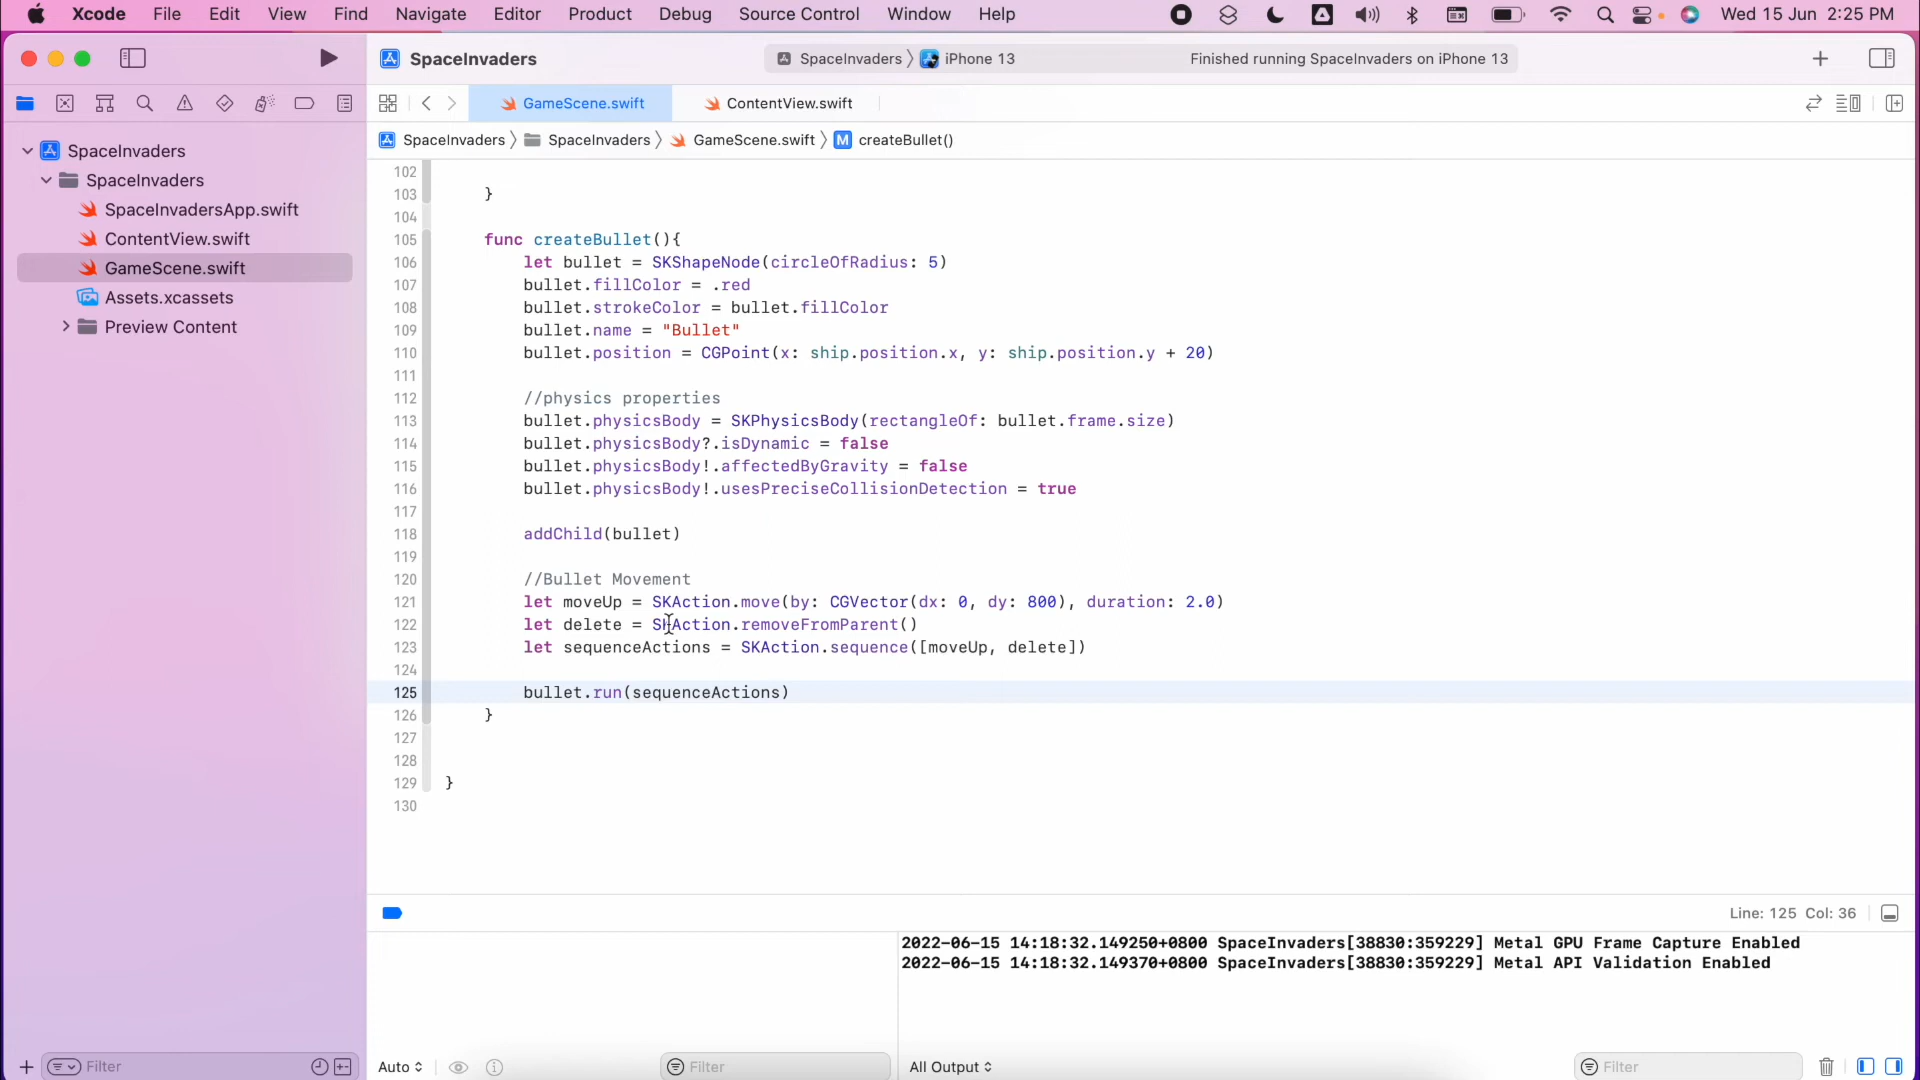 Xcode File Edit View Find Navigate Editor Product Debug Source Control Window Help Wed 15 Jun 2:25 PM
SpaceInvaders SpaceInvaders 〉 iPhone 13 Finished running SpaceInvaders on iPhone 13
GameScene.swift ContentView.swift
SpaceInvaders 〉 SpaceInvaders 〉 GameScene.swift 〉 M createBullet()
SpaceInvaders
SpaceInvaders
SpaceInvadersApp.swift
ContentView.swift
GameScene.swift
Assets.xcassets
Preview Content
102
103 }
104
105 func createBullet(){
106 let bullet = SKShapeNode(circleOfRadius: 5)
107 bullet.fillColor = .red
108 bullet.strokeColor = bullet.fillColor
109 bullet.name = "Bullet"
110 bullet.position = CGPoint(x: ship.position.x, y: ship.position.y + 20)
111
112 //physics properties
113 bullet.physicsBody = SKPhysicsBody(rectangleOf: bullet.frame.size)
114 bullet.physicsBody?.isDynamic = false
115 bullet.physicsBody!.affectedByGravity = false
116 bullet.physicsBody!.usesPreciseCollisionDetection = true
117
118 addChild(bullet)
119
120 //Bullet Movement
121 let moveUp = SKAction.move(by: CGVector(dx: 0, dy: 800), duration: 2.0)
122 let delete = SKAction.removeFromParent()
123 let sequenceActions = SKAction.sequence([moveUp, delete])
124
125 bullet.run(sequenceActions)
126 }
127
128
129 }
130
Line: 125 Col: 36
2022-06-15 14:18:32.149250+0800 SpaceInvaders[38830:359229] Metal GPU Frame Capture Enabled
2022-06-15 14:18:32.149370+0800 SpaceInvaders[38830:359229] Metal API Validation Enabled
Filter Auto Filter All Output Filter